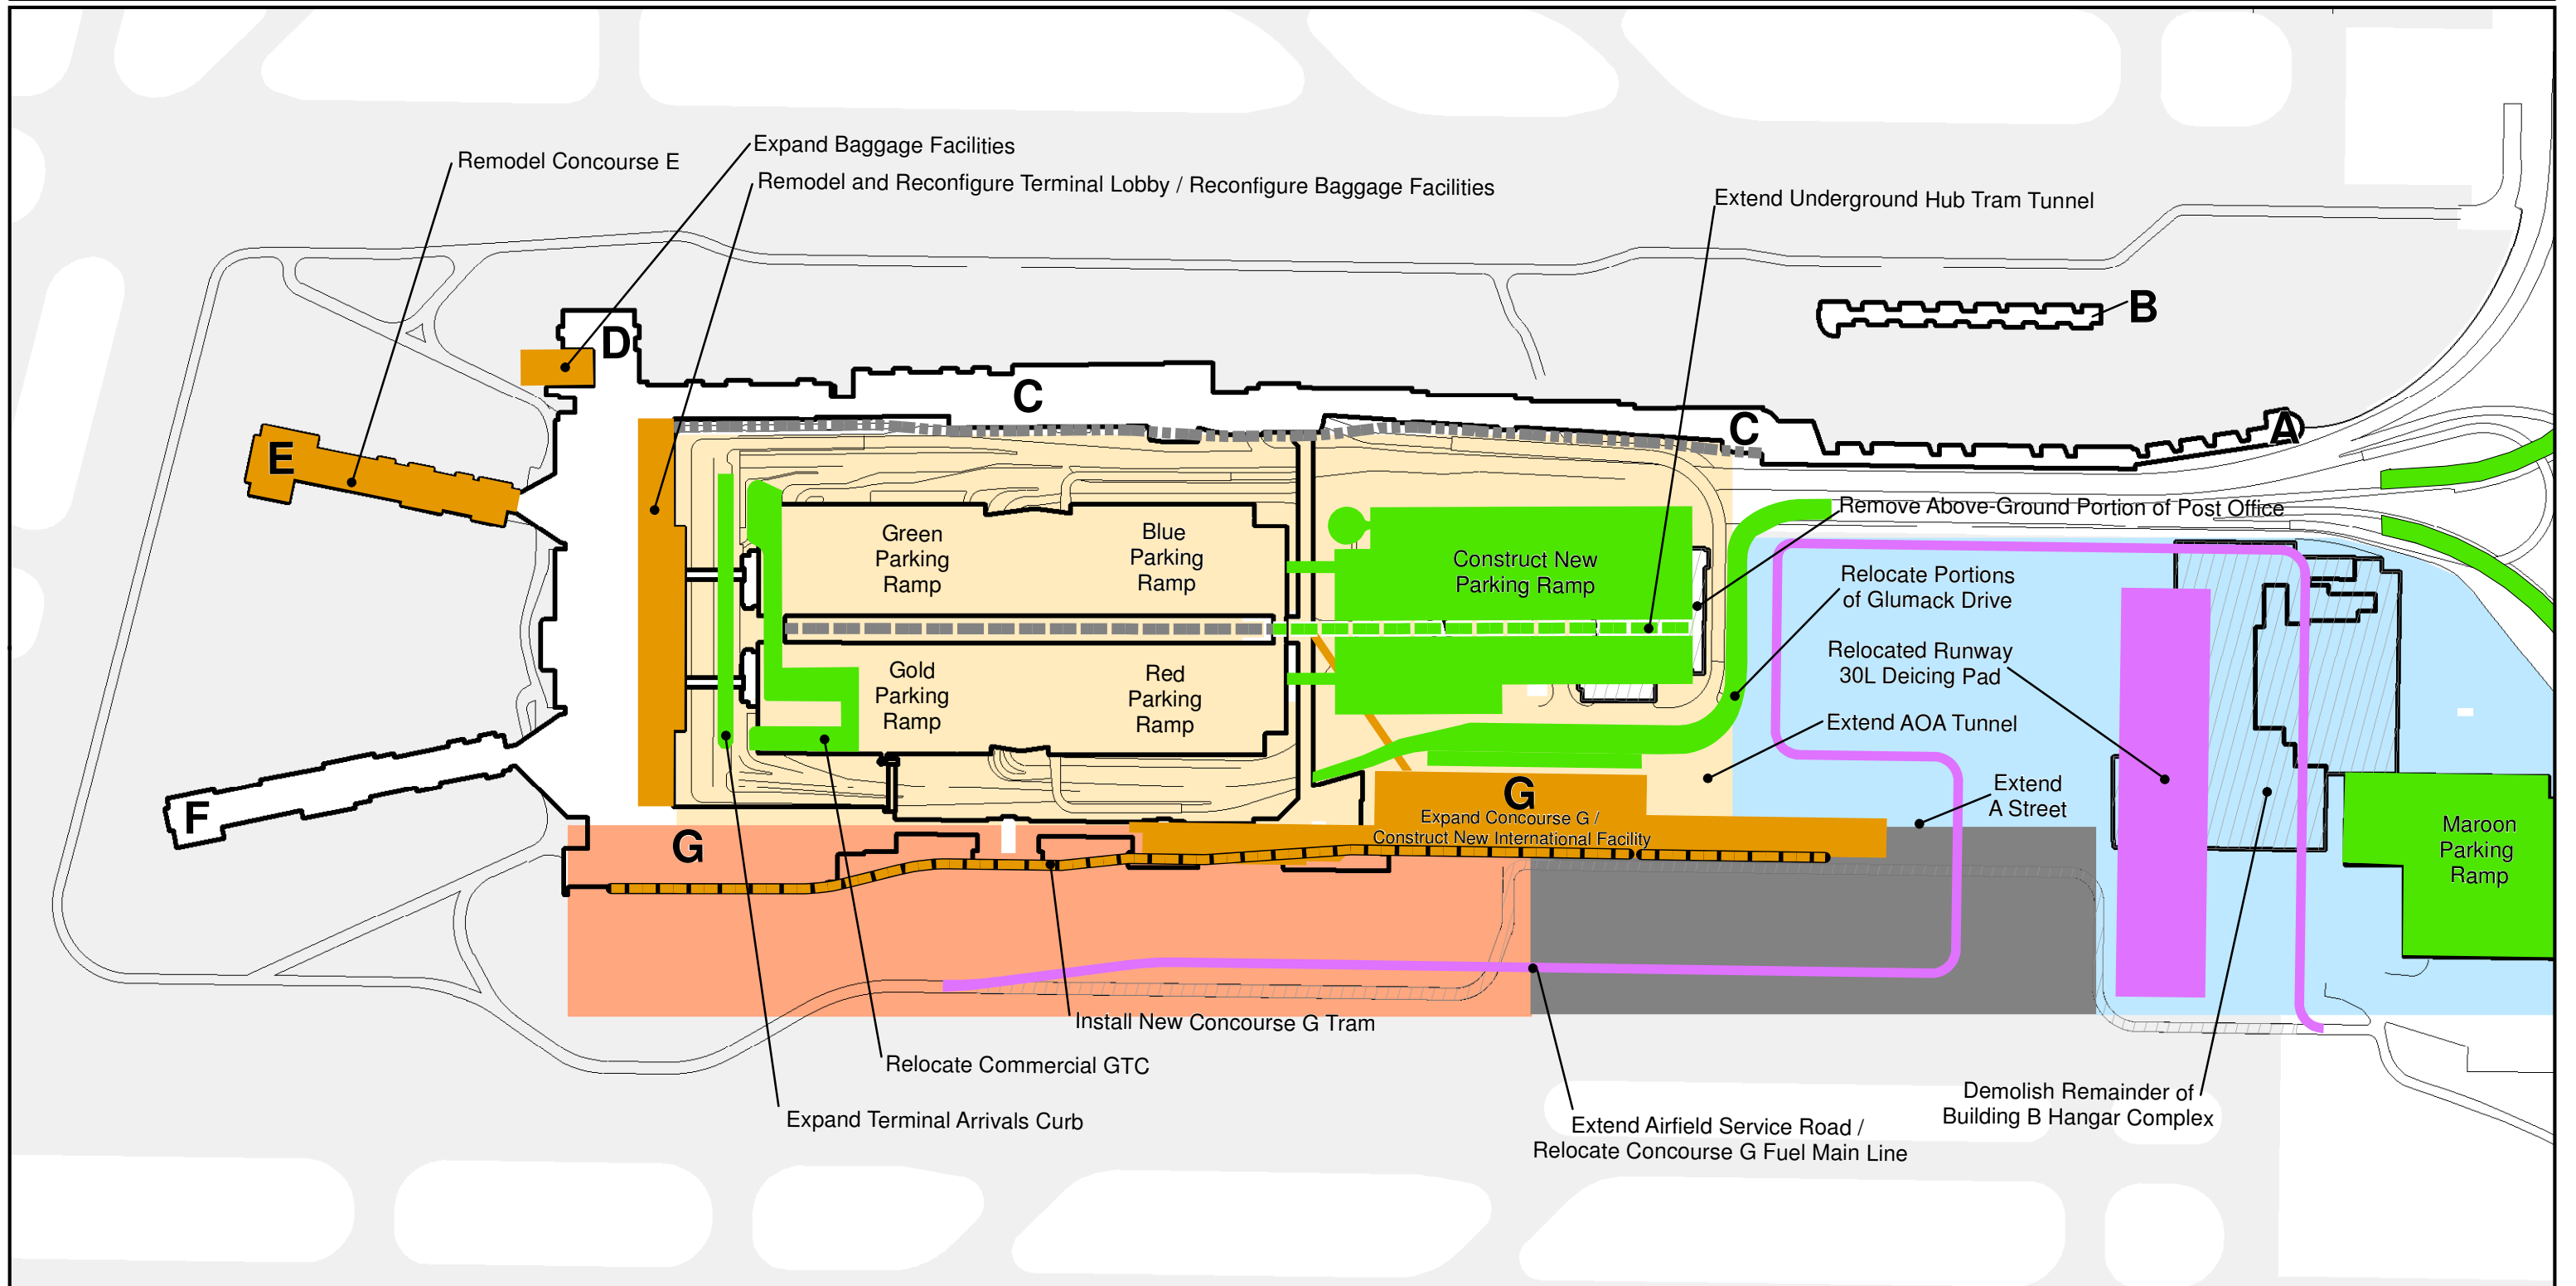 Expand Baggage Facilities
Remodel Concourse E
Remodel and Reconfigure Terminal Lobby / Reconfigure Baggage Facilities
Extend Underground Hub Tram Tunnel
B
D
C
C
A
E
Remove Above-Ground Portion of Post Office
Green
Parking
Ramp
Blue
Parking
Ramp
Construct New
Parking Ramp
Relocate Portions
of Glumack Drive
Relocated Runway
30L Deicing Pad
Gold
Parking
Ramp
Red
Parking
Ramp
Extend AOA Tunnel
Extend
A Street
G
Expand Concourse G /
Construct New International Facility
F
G
Maroon
Parking
Ramp
Install New Concourse G Tram
Relocate Commercial GTC
Expand Terminal Arrivals Curb
Demolish Remainder of
Building B Hangar Complex
Extend Airfield Service Road /
Relocate Concourse G Fuel Main Line